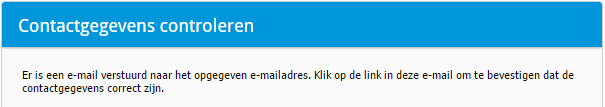 Contactgegevens controleren
Er is een e-mail verstuurd naar het opgegeven e-mailadres. Klik op de link in deze e-mail om te bevestigen dat de
contactgegevens correct zijn.